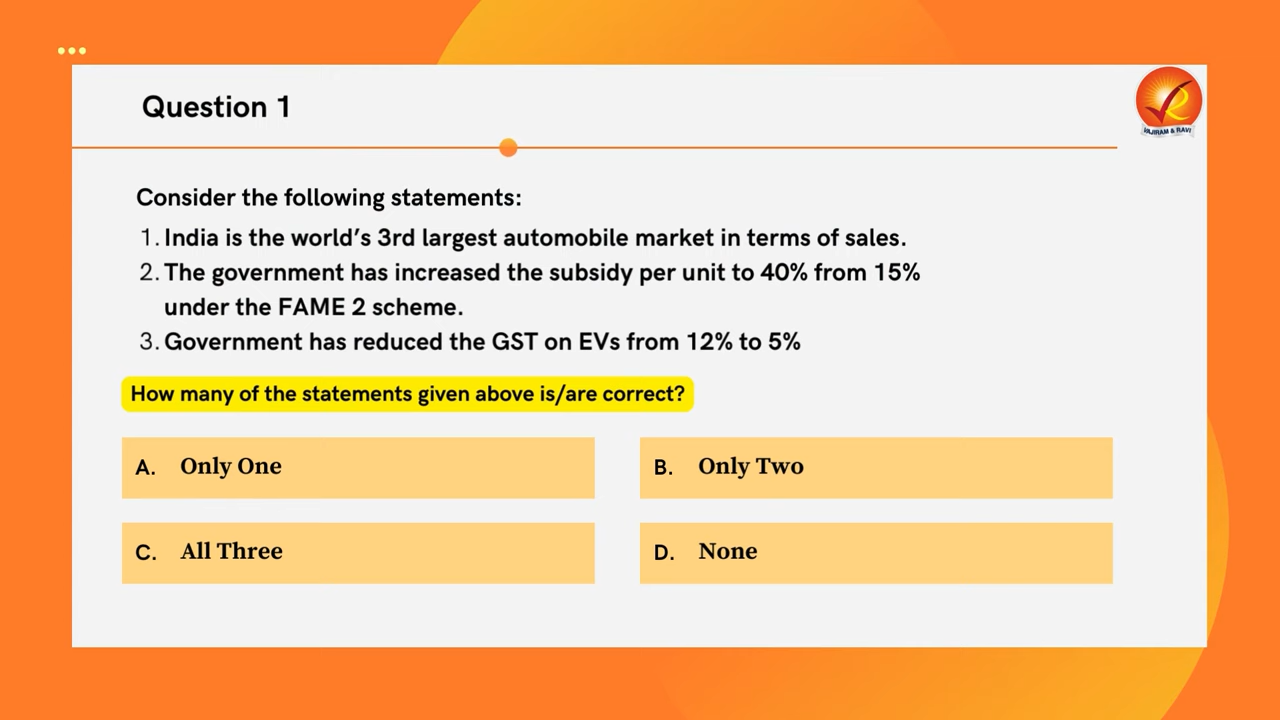 Question 1
VAJIRAM & RAVI
Consider the following statements:
1. India is the world's 3rd largest automobile market in terms of sales.
2. The government has increased the subsidy per unit to 40% from 15%
under the FAME 2 scheme.
3. Government has reduced the GST on EVs from 12% to 5%
How many of the statements given above is/are correct?
A. Only One
B. Only Two
C. All Three
D. None